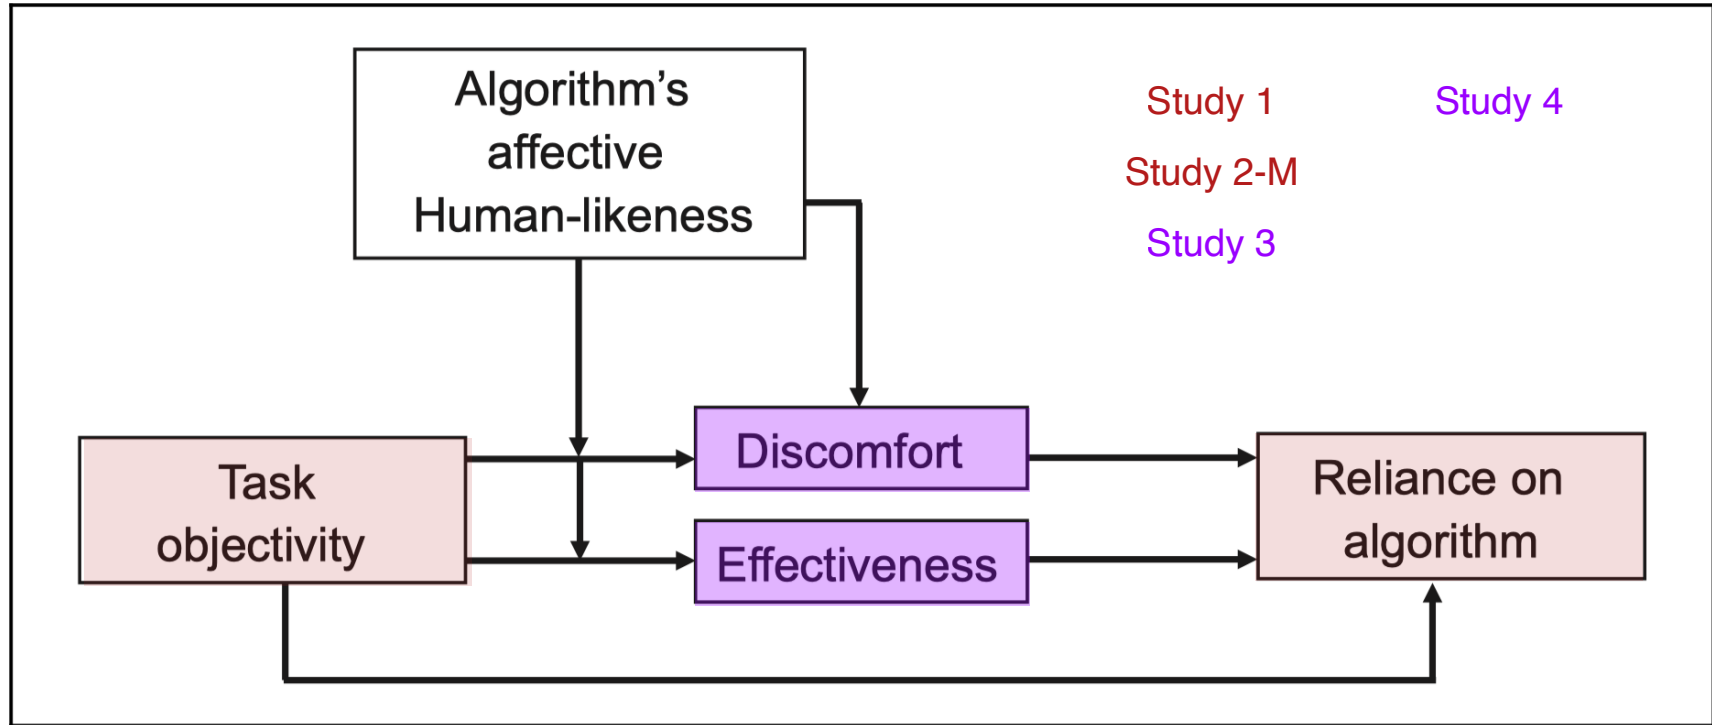 Algorithm's
affective
Human-likeness
Study 1
Study 4
Study 2-M
Study 3
Discomfort
Task
objectivity
Effectiveness
Reliance on
algorithm